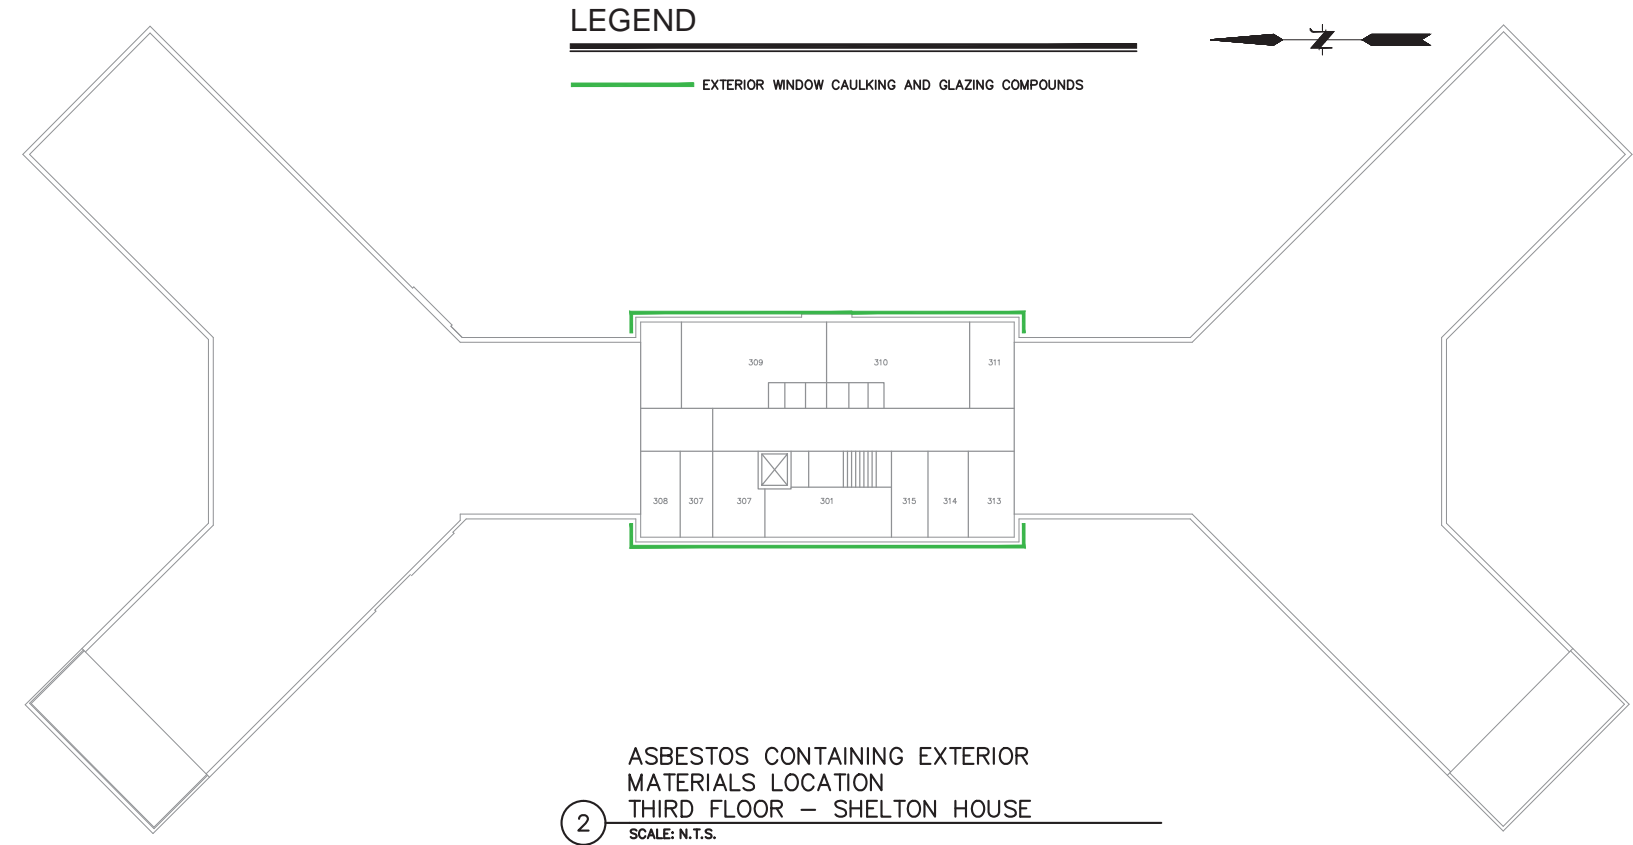 LEGEND
N
EXTERIOR WINDOW CAULKING AND GLAZING COMPOUNDS
309
310
311
308
307
307
301
315
314
313
ASBESTOS CONTAINING EXTERIOR
MATERIALS LOCATION
THIRD FLOOR – SHELTON HOUSE
2
SCALE: N.T.S.